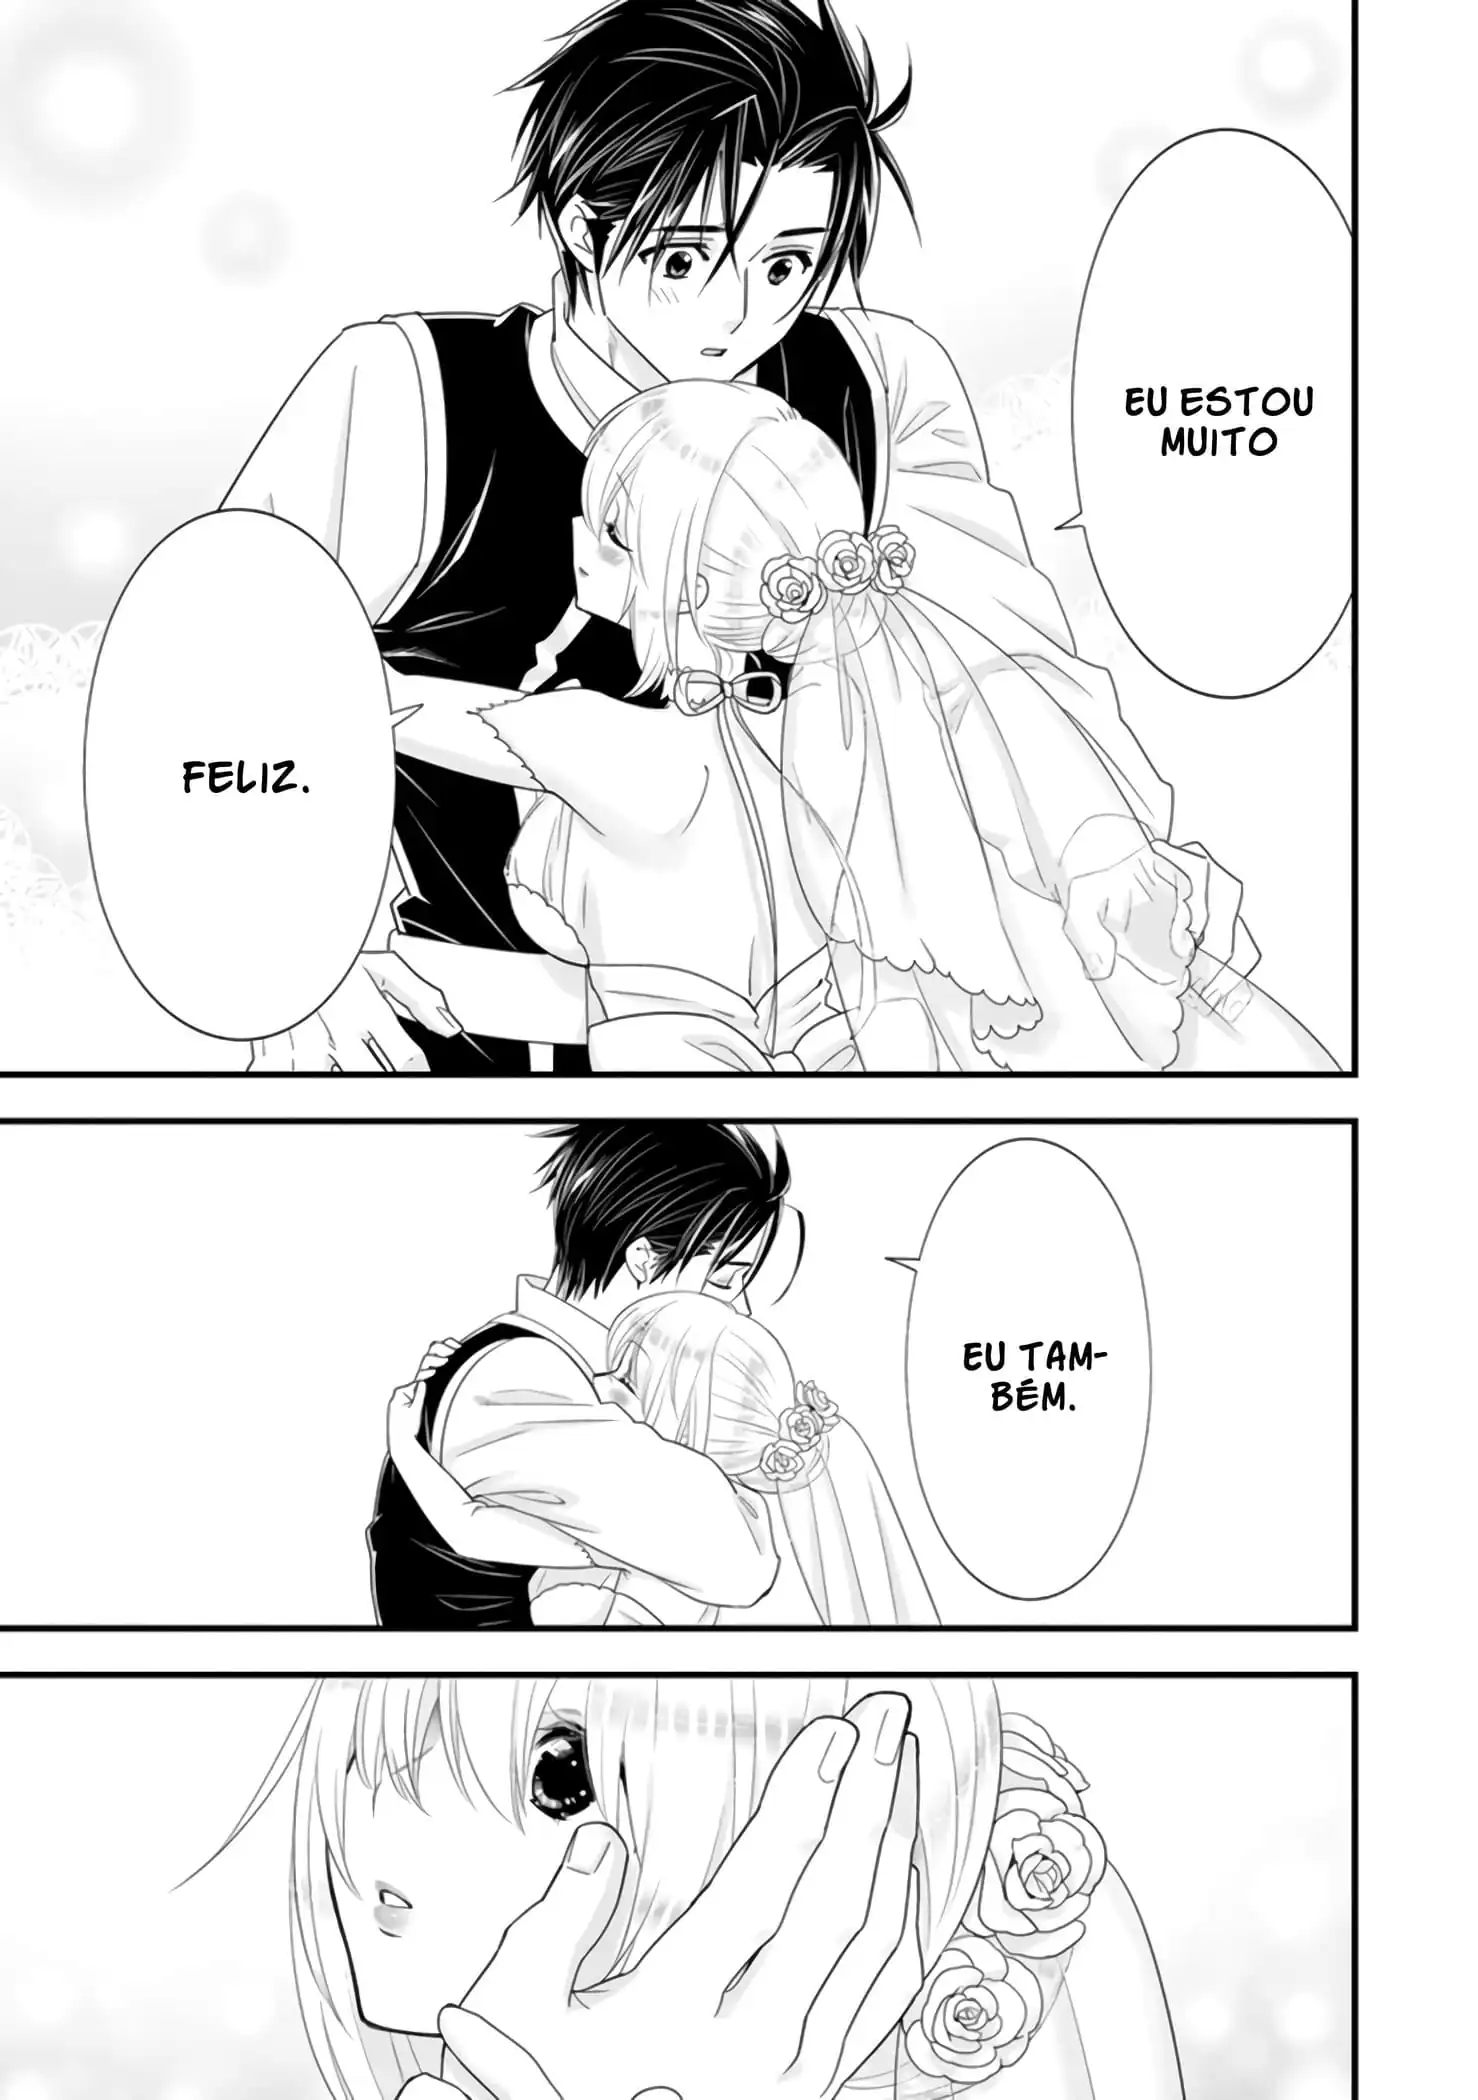 EU ESTOU
MUITO
FELIZ.
EU TAM-
BÉM.